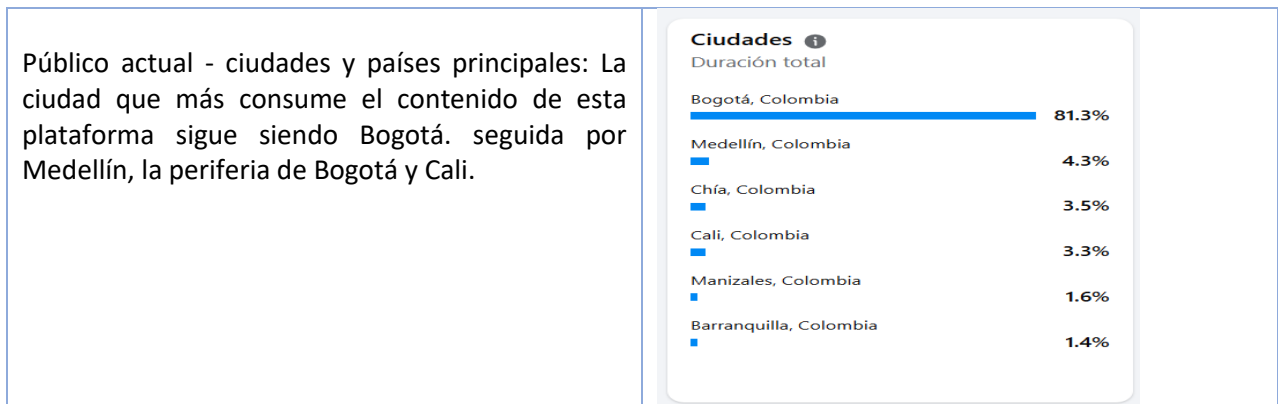 Público actual - ciudades y países principales: La
ciudad que más consume el contenido de esta
plataforma sigue siendo Bogotá. seguida por
Medellín, la periferia de Bogotá y Cali.
Ciudades
Duración total
Bogotá, Colombia
81.3%
Medellín, Colombia
4.3%
Chía, Colombia
3.5%
Cali, Colombia
3.3%
Manizales, Colombia
1.6%
Barranquilla, Colombia
1.4%